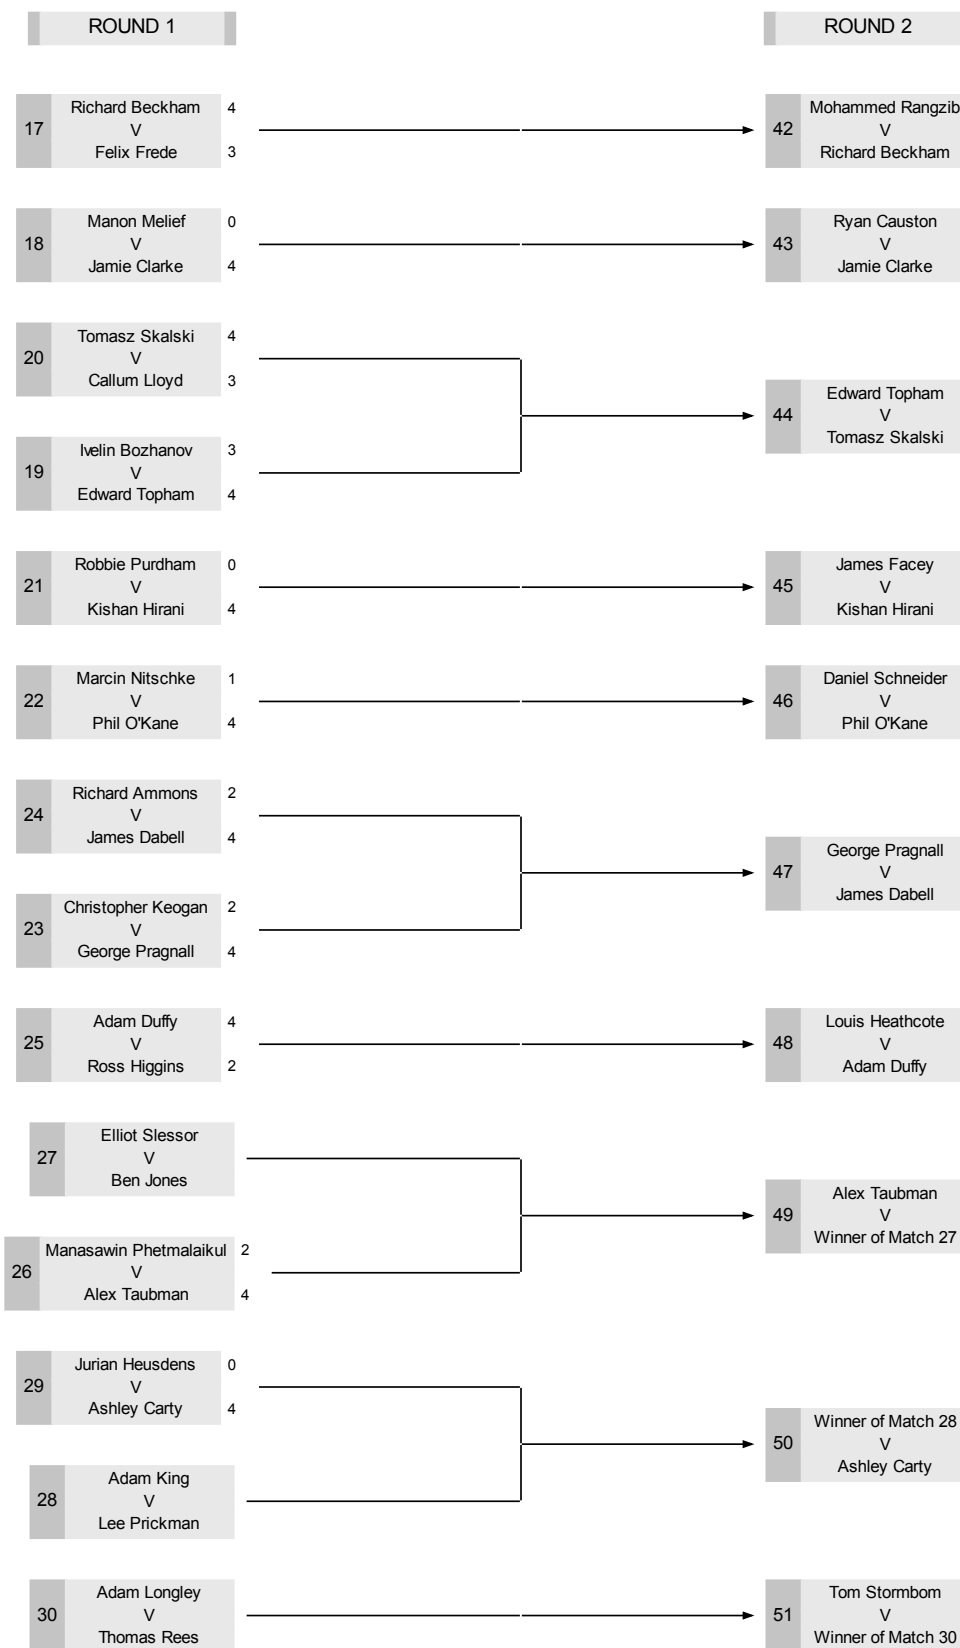 ROUND 1
ROUND 2
17
Richard Beckham 4
V
Felix Frede 3
42
Mohammed Rangzib
V
Richard Beckham
18
Manon Melief 0
V
Jamie Clarke 4
43
Ryan Causton
V
Jamie Clarke
20
Tomasz Skalski 4
V
Callum Lloyd 3
19
Ivelin Bozhanov 3
V
Edward Topham 4
44
Edward Topham
V
Tomasz Skalski
21
Robbie Purdham 0
V
Kishan Hirani 4
45
James Facey
V
Kishan Hirani
22
Marcin Nitschke 1
V
Phil O'Kane 4
46
Daniel Schneider
V
Phil O'Kane
24
Richard Ammons 2
V
James Dabell 4
23
Christopher Keogan 2
V
George Pragnall 4
47
George Pragnall
V
James Dabell
25
Adam Duffy 4
V
Ross Higgins 2
48
Louis Heathcote
V
Adam Duffy
27
Elliot Slessor
V
Ben Jones
26
Manasawin Phetmalaikul 2
V
Alex Taubman 4
49
Alex Taubman
V
Winner of Match 27
29
Jurian Heusdens 0
V
Ashley Carty 4
28
Adam King
V
Lee Prickman
50
Winner of Match 28
V
Ashley Carty
30
Adam Longley
V
Thomas Rees
51
Tom Stormbom
V
Winner of Match 30